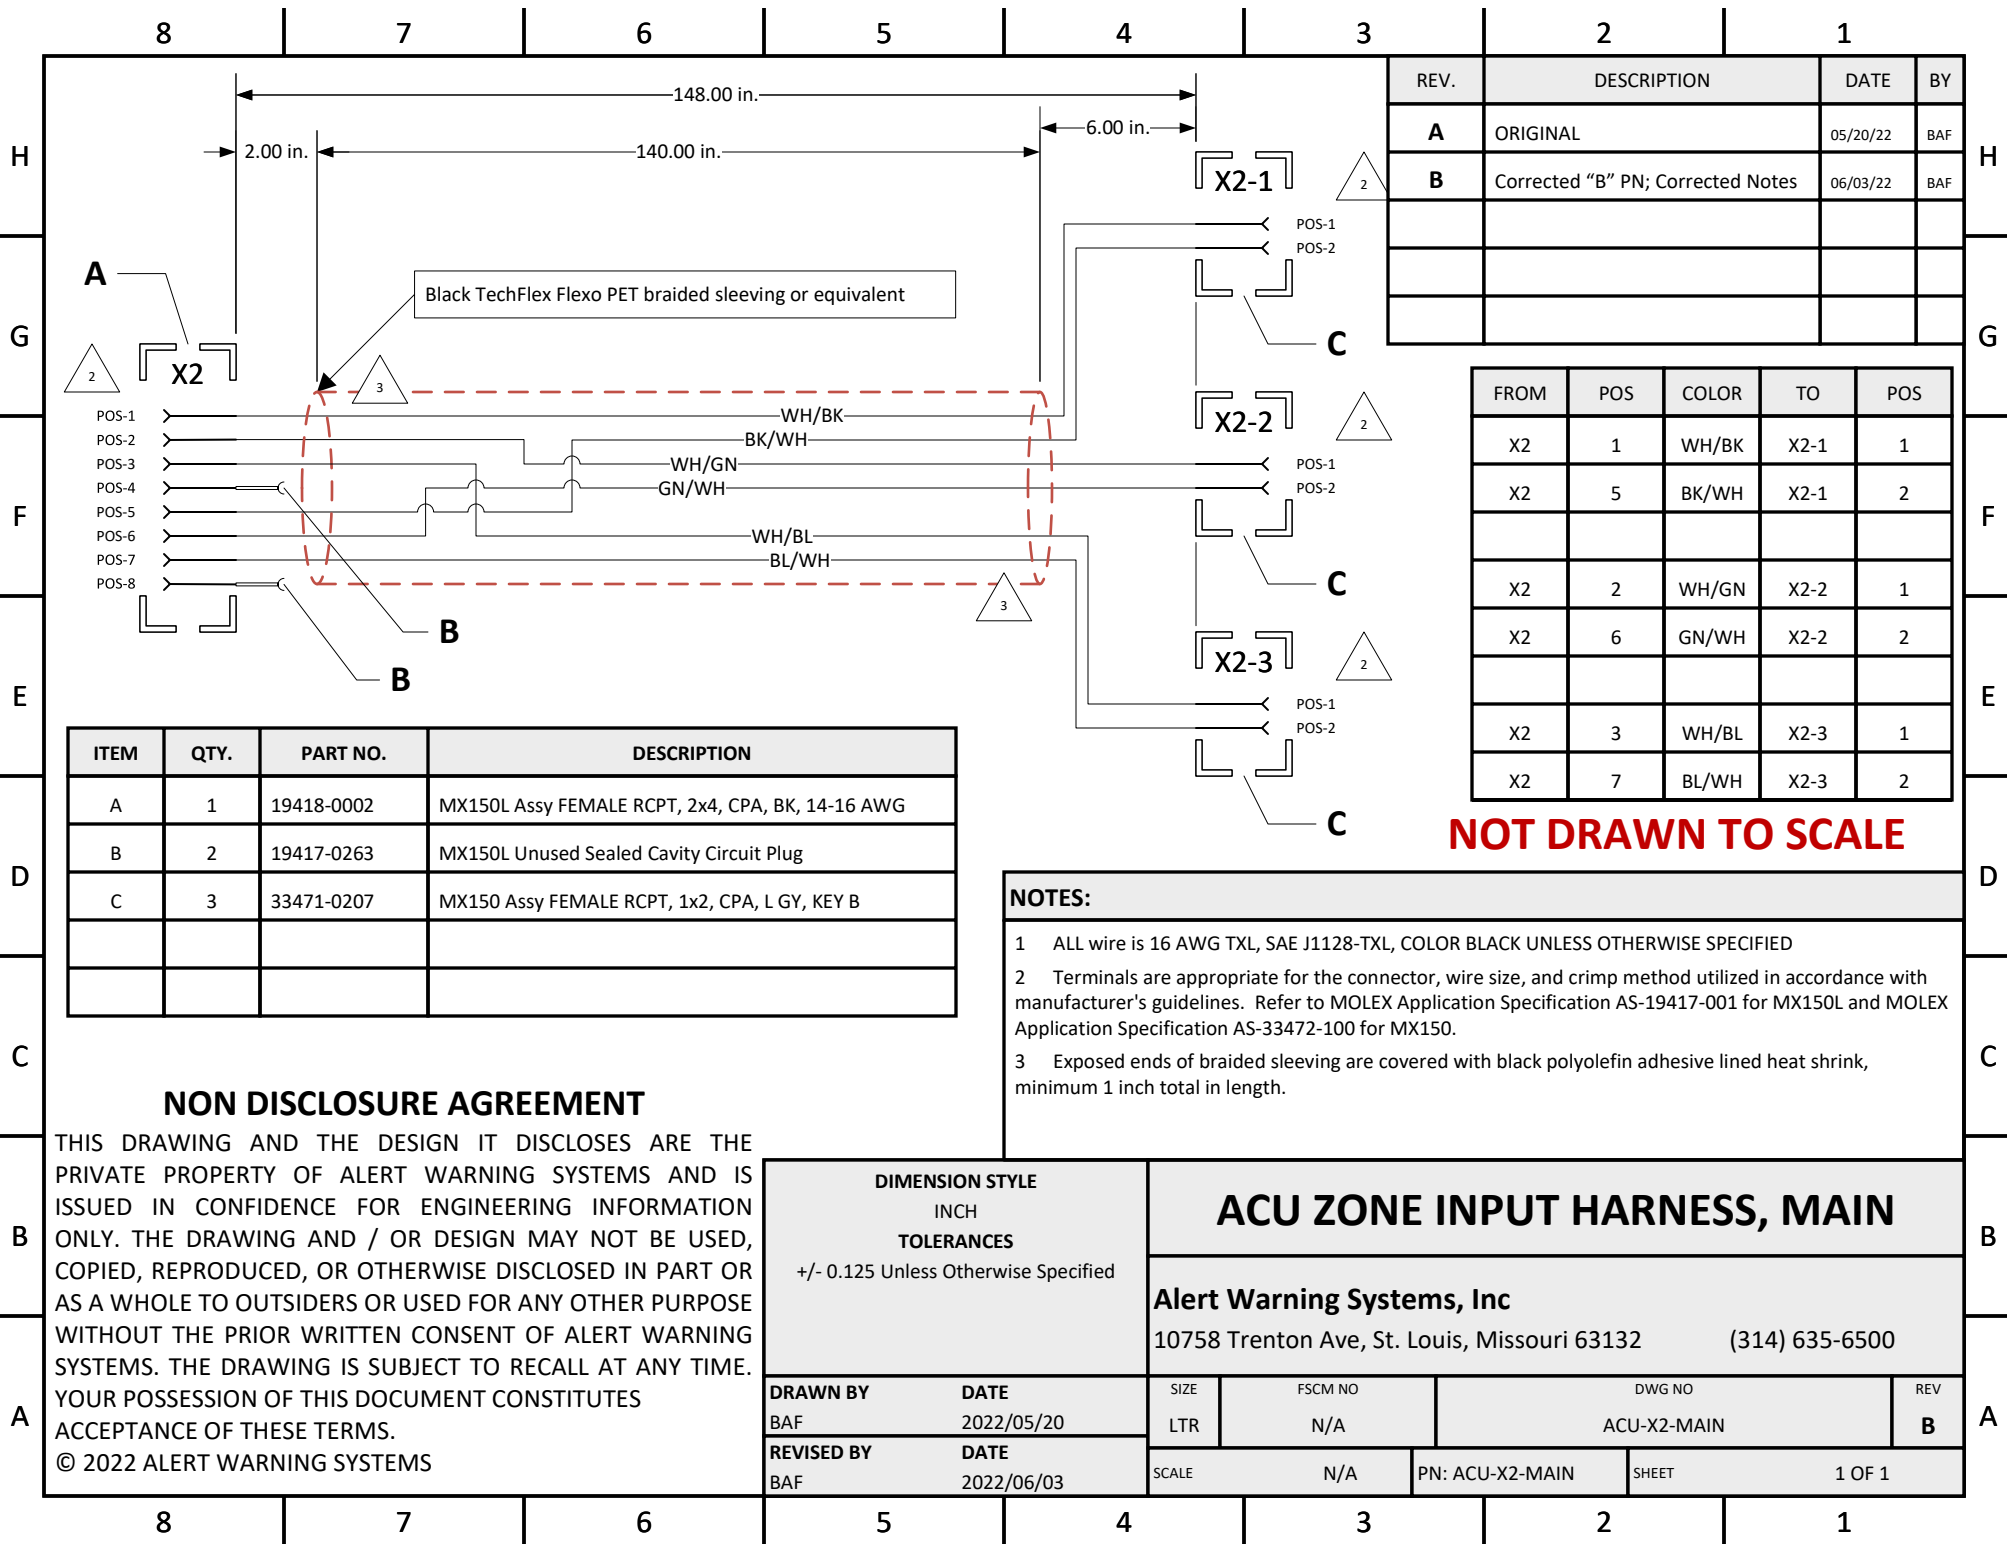 8 7 6 5 4 3 2 1
H
G
F
E
D
C
B
A
148.00 in.
6.00 in.
2.00 in.
140.00 in.
REV. DESCRIPTION DATE BY
A ORIGINAL 05/20/22 BAF
B Corrected “B” PN; Corrected Notes 06/03/22 BAF
A
Black TechFlex Flexo PET braided sleeving or equivalent
2
X2
3
POS-1
POS-2
POS-3
POS-4
POS-5
POS-6
POS-7
POS-8
WH/BK
BK/WH
WH/GN
GN/WH
WH/BL
BL/WH
3
B
B
X2-1
2
POS-1
POS-2
C
X2-2
2
POS-1
POS-2
C
X2-3
2
POS-1
POS-2
C
FROM POS COLOR TO POS
X2 1 WH/BK X2-1 1
X2 5 BK/WH X2-1 2
X2 2 WH/GN X2-2 1
X2 6 GN/WH X2-2 2
X2 3 WH/BL X2-3 1
X2 7 BL/WH X2-3 2
NOT DRAWN TO SCALE
ITEM QTY. PART NO. DESCRIPTION
A 1 19418-0002 MX150L Assy FEMALE RCPT, 2x4, CPA, BK, 14-16 AWG
B 2 19417-0263 MX150L Unused Sealed Cavity Circuit Plug
C 3 33471-0207 MX150 Assy FEMALE RCPT, 1x2, CPA, L GY, KEY B
NOTES:
1 ALL wire is 16 AWG TXL, SAE J1128-TXL, COLOR BLACK UNLESS OTHERWISE SPECIFIED
2 Terminals are appropriate for the connector, wire size, and crimp method utilized in accordance with
manufacturer's guidelines. Refer to MOLEX Application Specification AS-19417-001 for MX150L and MOLEX
Application Specification AS-33472-100 for MX150.
3 Exposed ends of braided sleeving are covered with black polyolefin adhesive lined heat shrink,
minimum 1 inch total in length.
NON DISCLOSURE AGREEMENT
THIS DRAWING AND THE DESIGN IT DISCLOSES ARE THE
PRIVATE PROPERTY OF ALERT WARNING SYSTEMS AND IS
ISSUED IN CONFIDENCE FOR ENGINEERING INFORMATION
ONLY. THE DRAWING AND / OR DESIGN MAY NOT BE USED,
COPIED, REPRODUCED, OR OTHERWISE DISCLOSED IN PART OR
AS A WHOLE TO OUTSIDERS OR USED FOR ANY OTHER PURPOSE
WITHOUT THE PRIOR WRITTEN CONSENT OF ALERT WARNING
SYSTEMS. THE DRAWING IS SUBJECT TO RECALL AT ANY TIME.
YOUR POSSESSION OF THIS DOCUMENT CONSTITUTES
ACCEPTANCE OF THESE TERMS.
© 2022 ALERT WARNING SYSTEMS
DIMENSION STYLE
INCH
TOLERANCES
+/- 0.125 Unless Otherwise Specified
DRAWN BY DATE
BAF 2022/05/20
REVISED BY DATE
BAF 2022/06/03
ACU ZONE INPUT HARNESS, MAIN
Alert Warning Systems, Inc
10758 Trenton Ave, St. Louis, Missouri 63132 (314) 635-6500
SIZE FSCM NO DWG NO REV
LTR N/A ACU-X2-MAIN B
SCALE N/A PN: ACU-X2-MAIN SHEET 1 OF 1
H
G
F
E
D
C
B
A
8 7 6 5 4 3 2 1